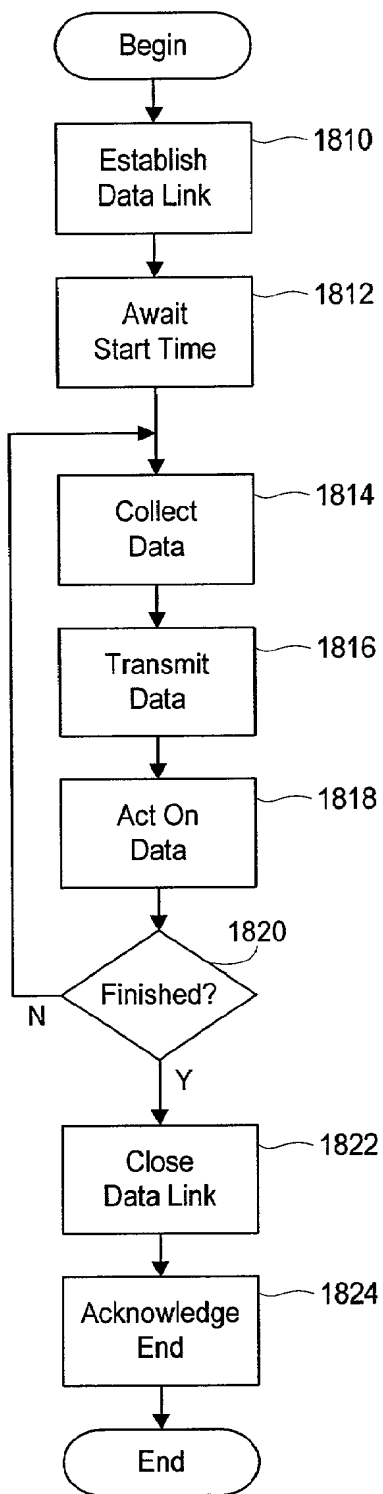 Begin
1810
Establish
Data Link
1812
Await
Start Time
1814
Collect
Data
1816
Transmit
Data
1818
Act On
Data
1820
Finished?
N
Y
1822
Close
Data Link
1824
Acknowledge
End
End